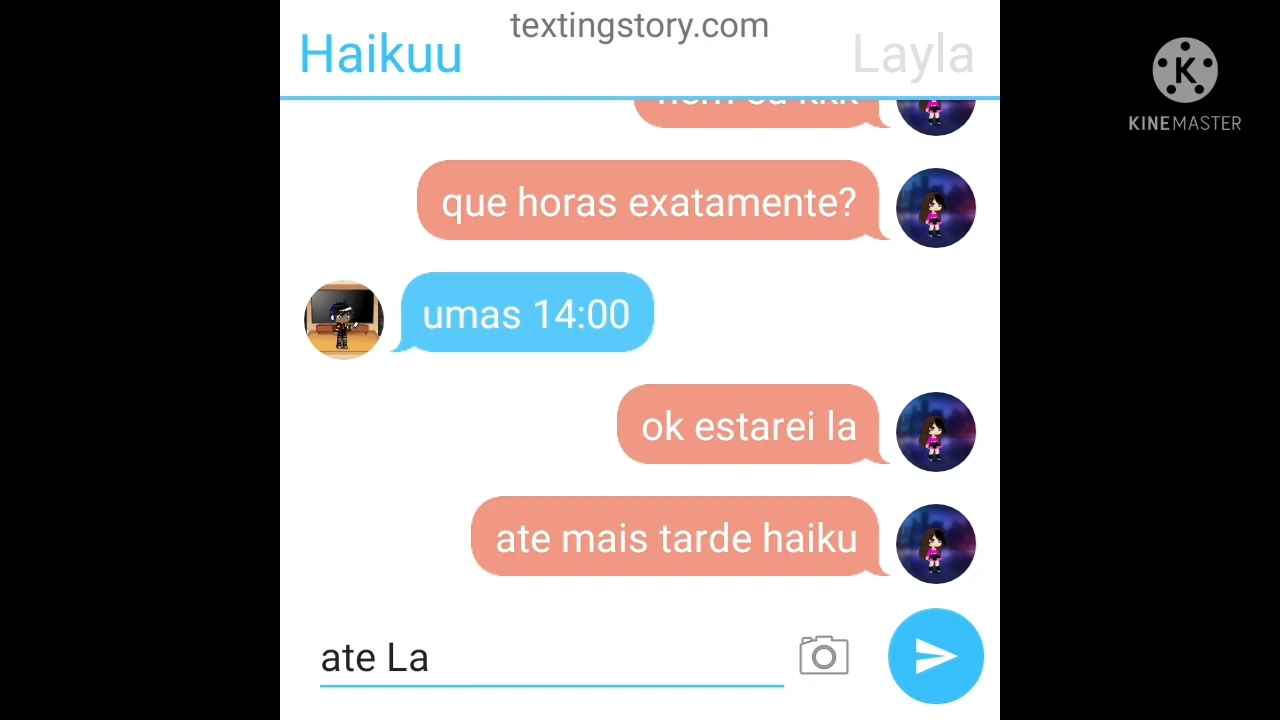 textingstory.com
Haikuu
Layla
KINEMASTER
que horas exatamente?
umas 14:00
ok estarei la
ate mais tarde haiku
ate La